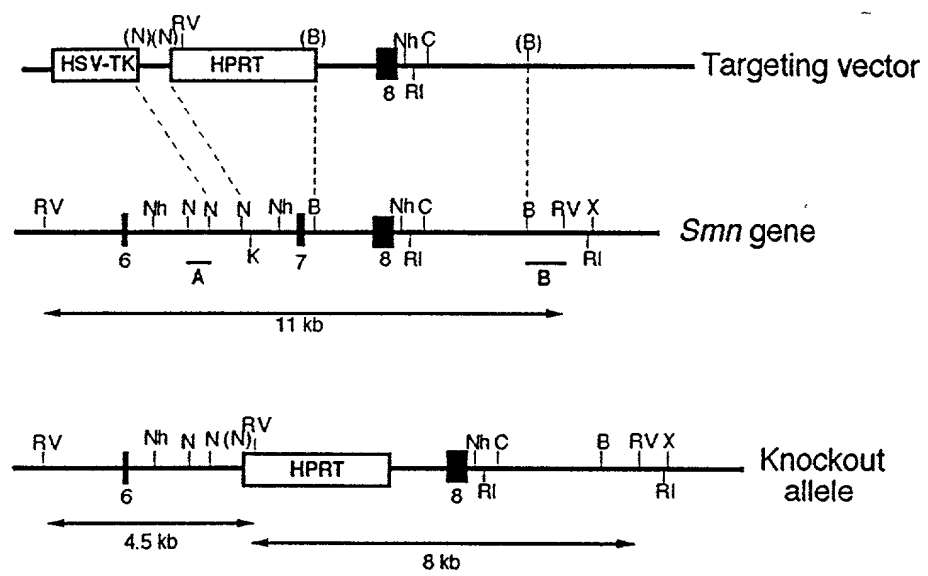 (N)(N) RV (B) Nh C (B)
HSV-TK HPRT Targeting vector
8 RI
RV Nh N N N Nh B Nh C B RV X
Smn gene
6 A K 7 8 RI B RI
11 kb
RV Nh N N (N) RV Nh C B RV X
HPRT Knockout allele
6 8 RI RI
4.5 kb
8 kb